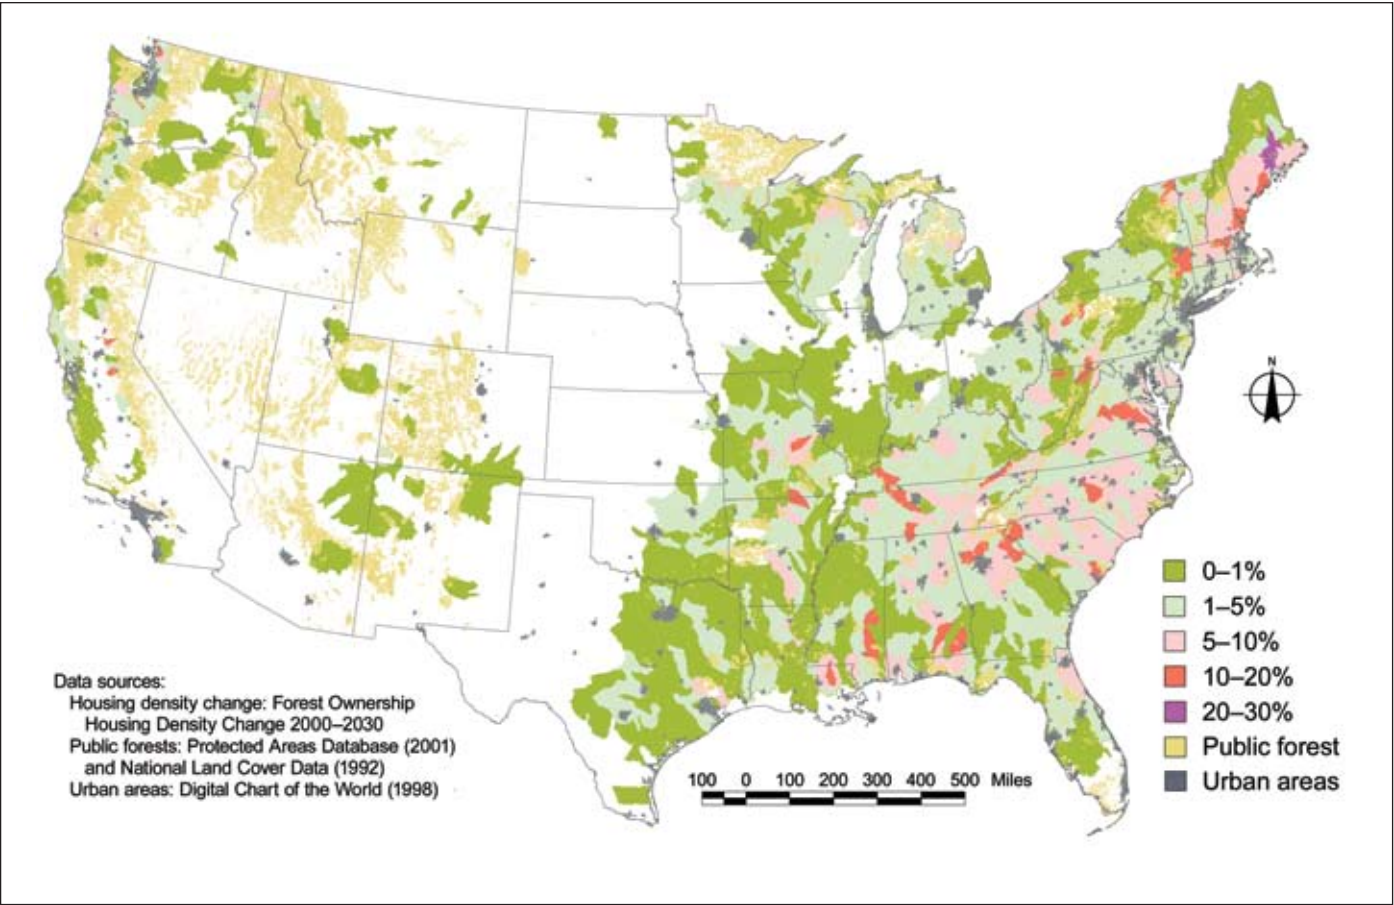 N
0–1%
1–5%
5–10%
10–20%
20–30%
Public forest
Urban areas
Data sources:
Housing density change: Forest Ownership
Housing Density Change 2000–2030
Public forests: Protected Areas Database (2001)
and National Land Cover Data (1992)
Urban areas: Digital Chart of the World (1998)
100 0 100 200 300 400 500 Miles